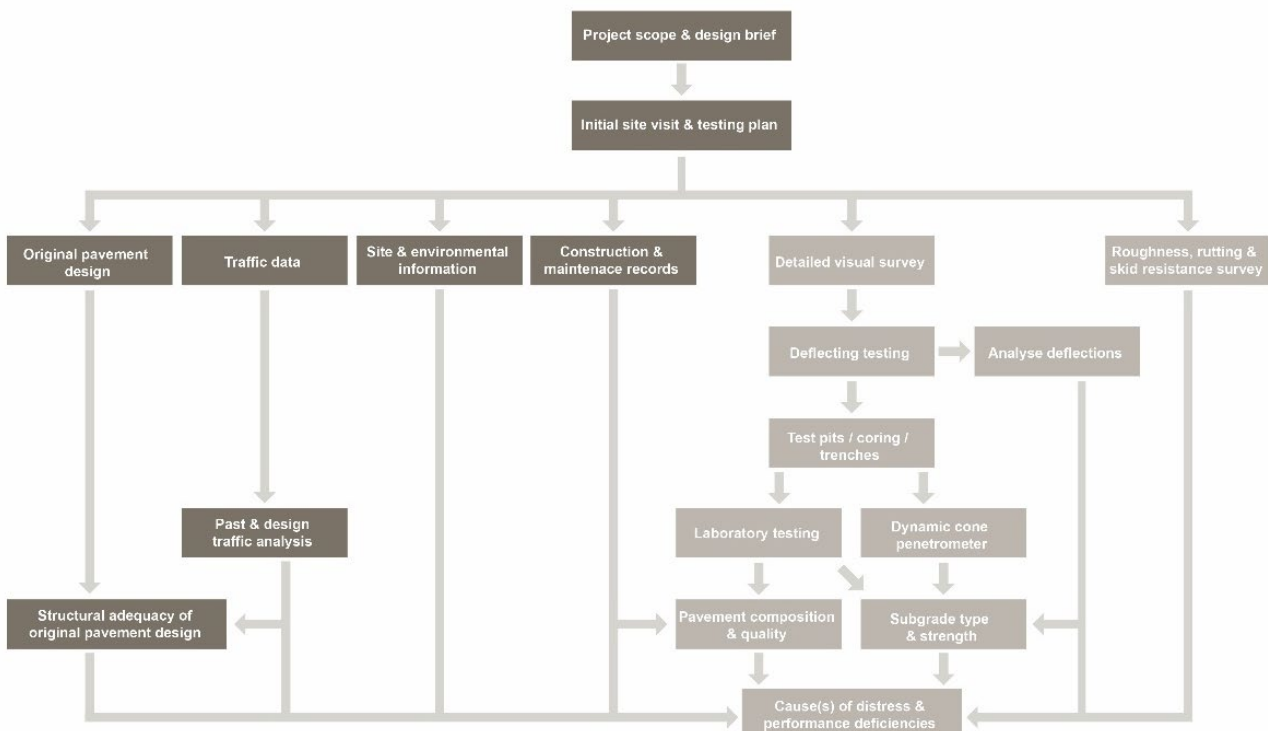 Project scope & design brief
Initial site visit & testing plan
Original pavement
design
Traffic data
Site & environmental
information
Construction &
maintenace records
Detailed visual survey
Roughness, rutting &
skid resistance survey
Deflecting testing
Analyse deflections
Test pits / coring /
trenches
Past & design
traffic analysis
Laboratory testing
Dynamic cone
penetrometer
Structural adequacy of
original pavement design
Pavement composition
& quality
Subgrade type
& strength
Cause(s) of distress &
performance deficiencies